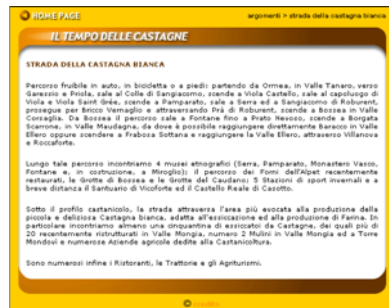 HOME PAGE
argomenti > strada della castagna bianca
IL TEMPO DELLE CASTAGNE
STRADA DELLA CASTAGNA BIANCA
Percorso fruibile in auto, in bicicletta o a piedi: partendo da Ormea, in Valle Tanaro, verso
Garessio e Priola, sale al Colle di Sangiacomo, scende a Viola Castello, sale al capoluogo di
Viola e Viola Saint Grée, scende a Pamparato, sale a Serra ed a Sangiacomo di Roburent,
prosegue per Bricco Vernaglio e attraversando Prà di Roburent, scende a Bossea in Valle
Corsaglia. Da Bossea il percorso sale a Fontane fino a Prato Nevoso, scende a Borgata
Scarrone, in Valle Maudagna, da dove è possibile raggiungere direttamente Baracco in Valle
Ellero oppure scendere a Frabosa Sottana e raggiungere la Valle Ellero, attraverso Villanova
e Roccaforte.
Lungo tale percorso incontriamo 4 musei etnografici (Serra, Pamparato, Monastero Vasco,
Fontane e, in costruzione, a Miroglio); il percorso dei Forni dell'Alpet recentemente
restaurati, le Grotte di Bossea e le Grotte del Caudano; 5 Stazioni di sport invernali e a
breve distanza il Santuario di Vicoforte ed il Castello Reale di Casotto.
Sotto il profilo castanicolo, la strada attraversa l'area più evocata alla produzione della
piccola e deliziosa Castagna bianca, adatta all'essiccazione ed alla produzione di Farina. In
particolare incontriamo almeno una cinquantina di essiccatoi da Castagne, dei quali più di
20 recentemente ristrutturati in Valle Mongia, numero 2 Mulini in Valle Mongia ed a Torre
Mondovì e numerose Aziende agricole dedite alla Castanicoltura.
Sono numerosi infine i Ristoranti, le Trattorie e gli Agriturismi.
credits